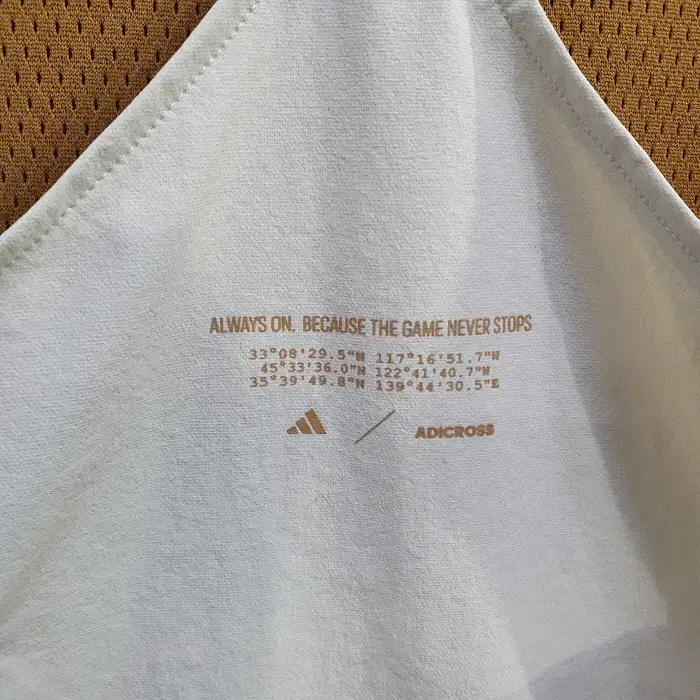 ALWAYS ON. BECAUSE THE GAME NEVER STOPS
33°08'29.5"N 117°16'51.7"W
45°33'36.0"N 122°41'40.7"W
35°39'49.8"N 139°44'30.5"E
ADICROSS